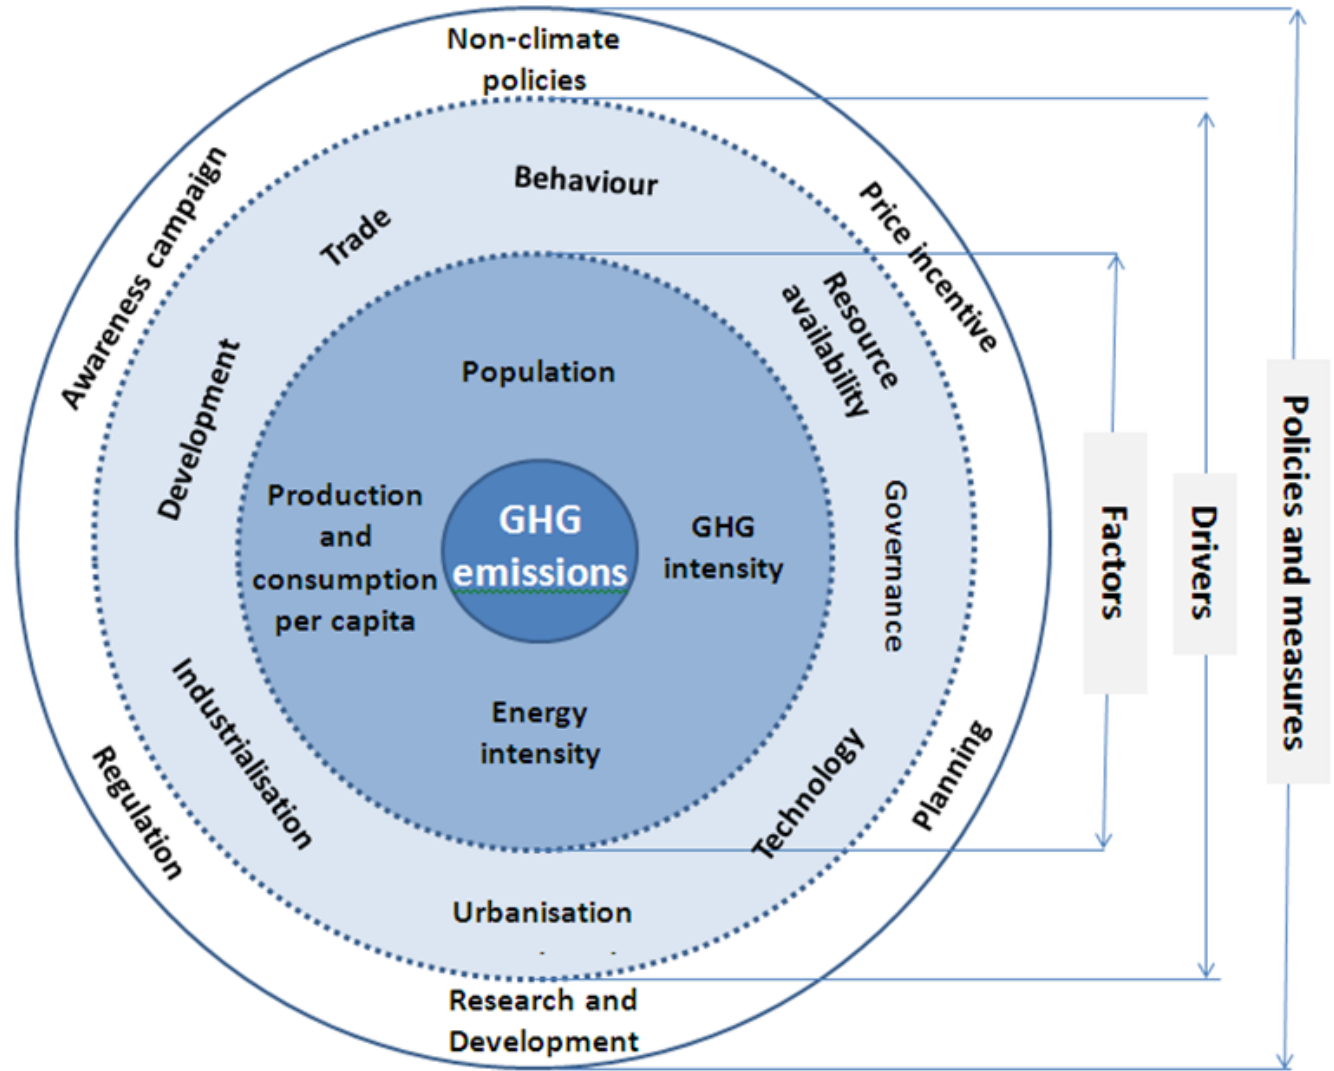 Non-climate
policies
Awareness campaign
Price incentive
Behaviour
Trade
Resource
availability
Development
Population
Governance
Production
and
consumption
per capita
GHG
emissions
GHG
intensity
Energy
intensity
Industrialisation
Technology
Regulation
Planning
Urbanisation
Research and
Development
Factors
Drivers
Policies and measures